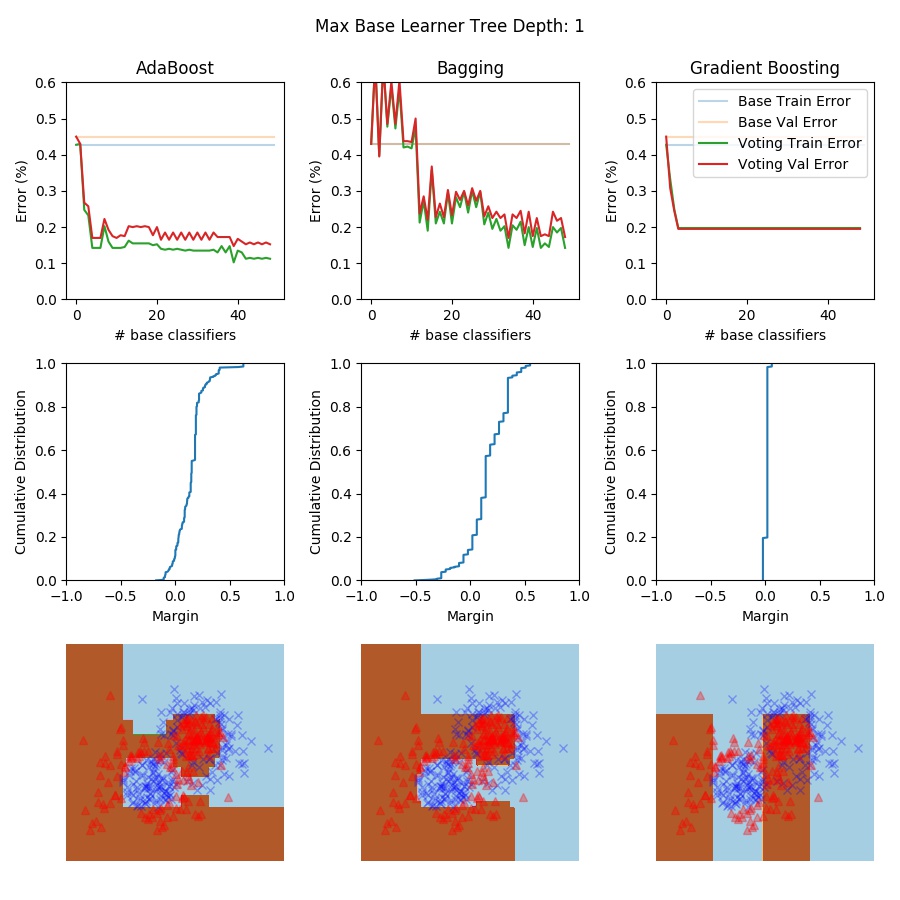 Max Base Learner Tree Depth: 1
AdaBoost
Bagging
Gradient Boosting
Error (%)
0.6
0.5
0.4
0.3
0.2
0.1
0.0
0 20 40
# base classifiers
Error (%)
0.6
0.5
0.4
0.3
0.2
0.1
0.0
0 20 40
# base classifiers
Error (%)
0.6
0.5
0.4
0.3
0.2
0.1
0.0
Base Train Error
Base Val Error
Voting Train Error
Voting Val Error
0 20 40
# base classifiers
Cumulative Distribution
1.0
0.8
0.6
0.4
0.2
0.0
−1.0 −0.5 0.0 0.5 1.0
Margin
Cumulative Distribution
1.0
0.8
0.6
0.4
0.2
0.0
−1.0 −0.5 0.0 0.5 1.0
Margin
Cumulative Distribution
1.0
0.8
0.6
0.4
0.2
0.0
−1.0 −0.5 0.0 0.5 1.0
Margin